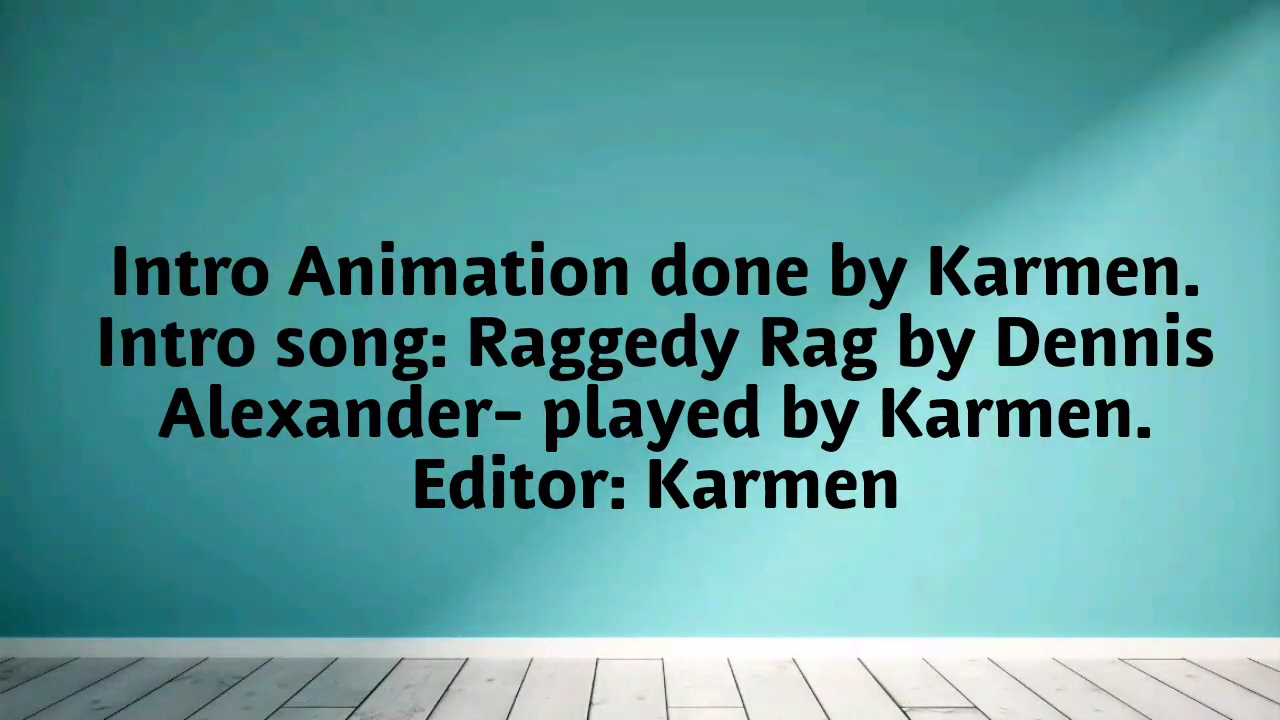 Intro Animation done by Karmen.
Intro song: Raggedy Rag by Dennis
Alexander- played by Karmen.
Editor: Karmen